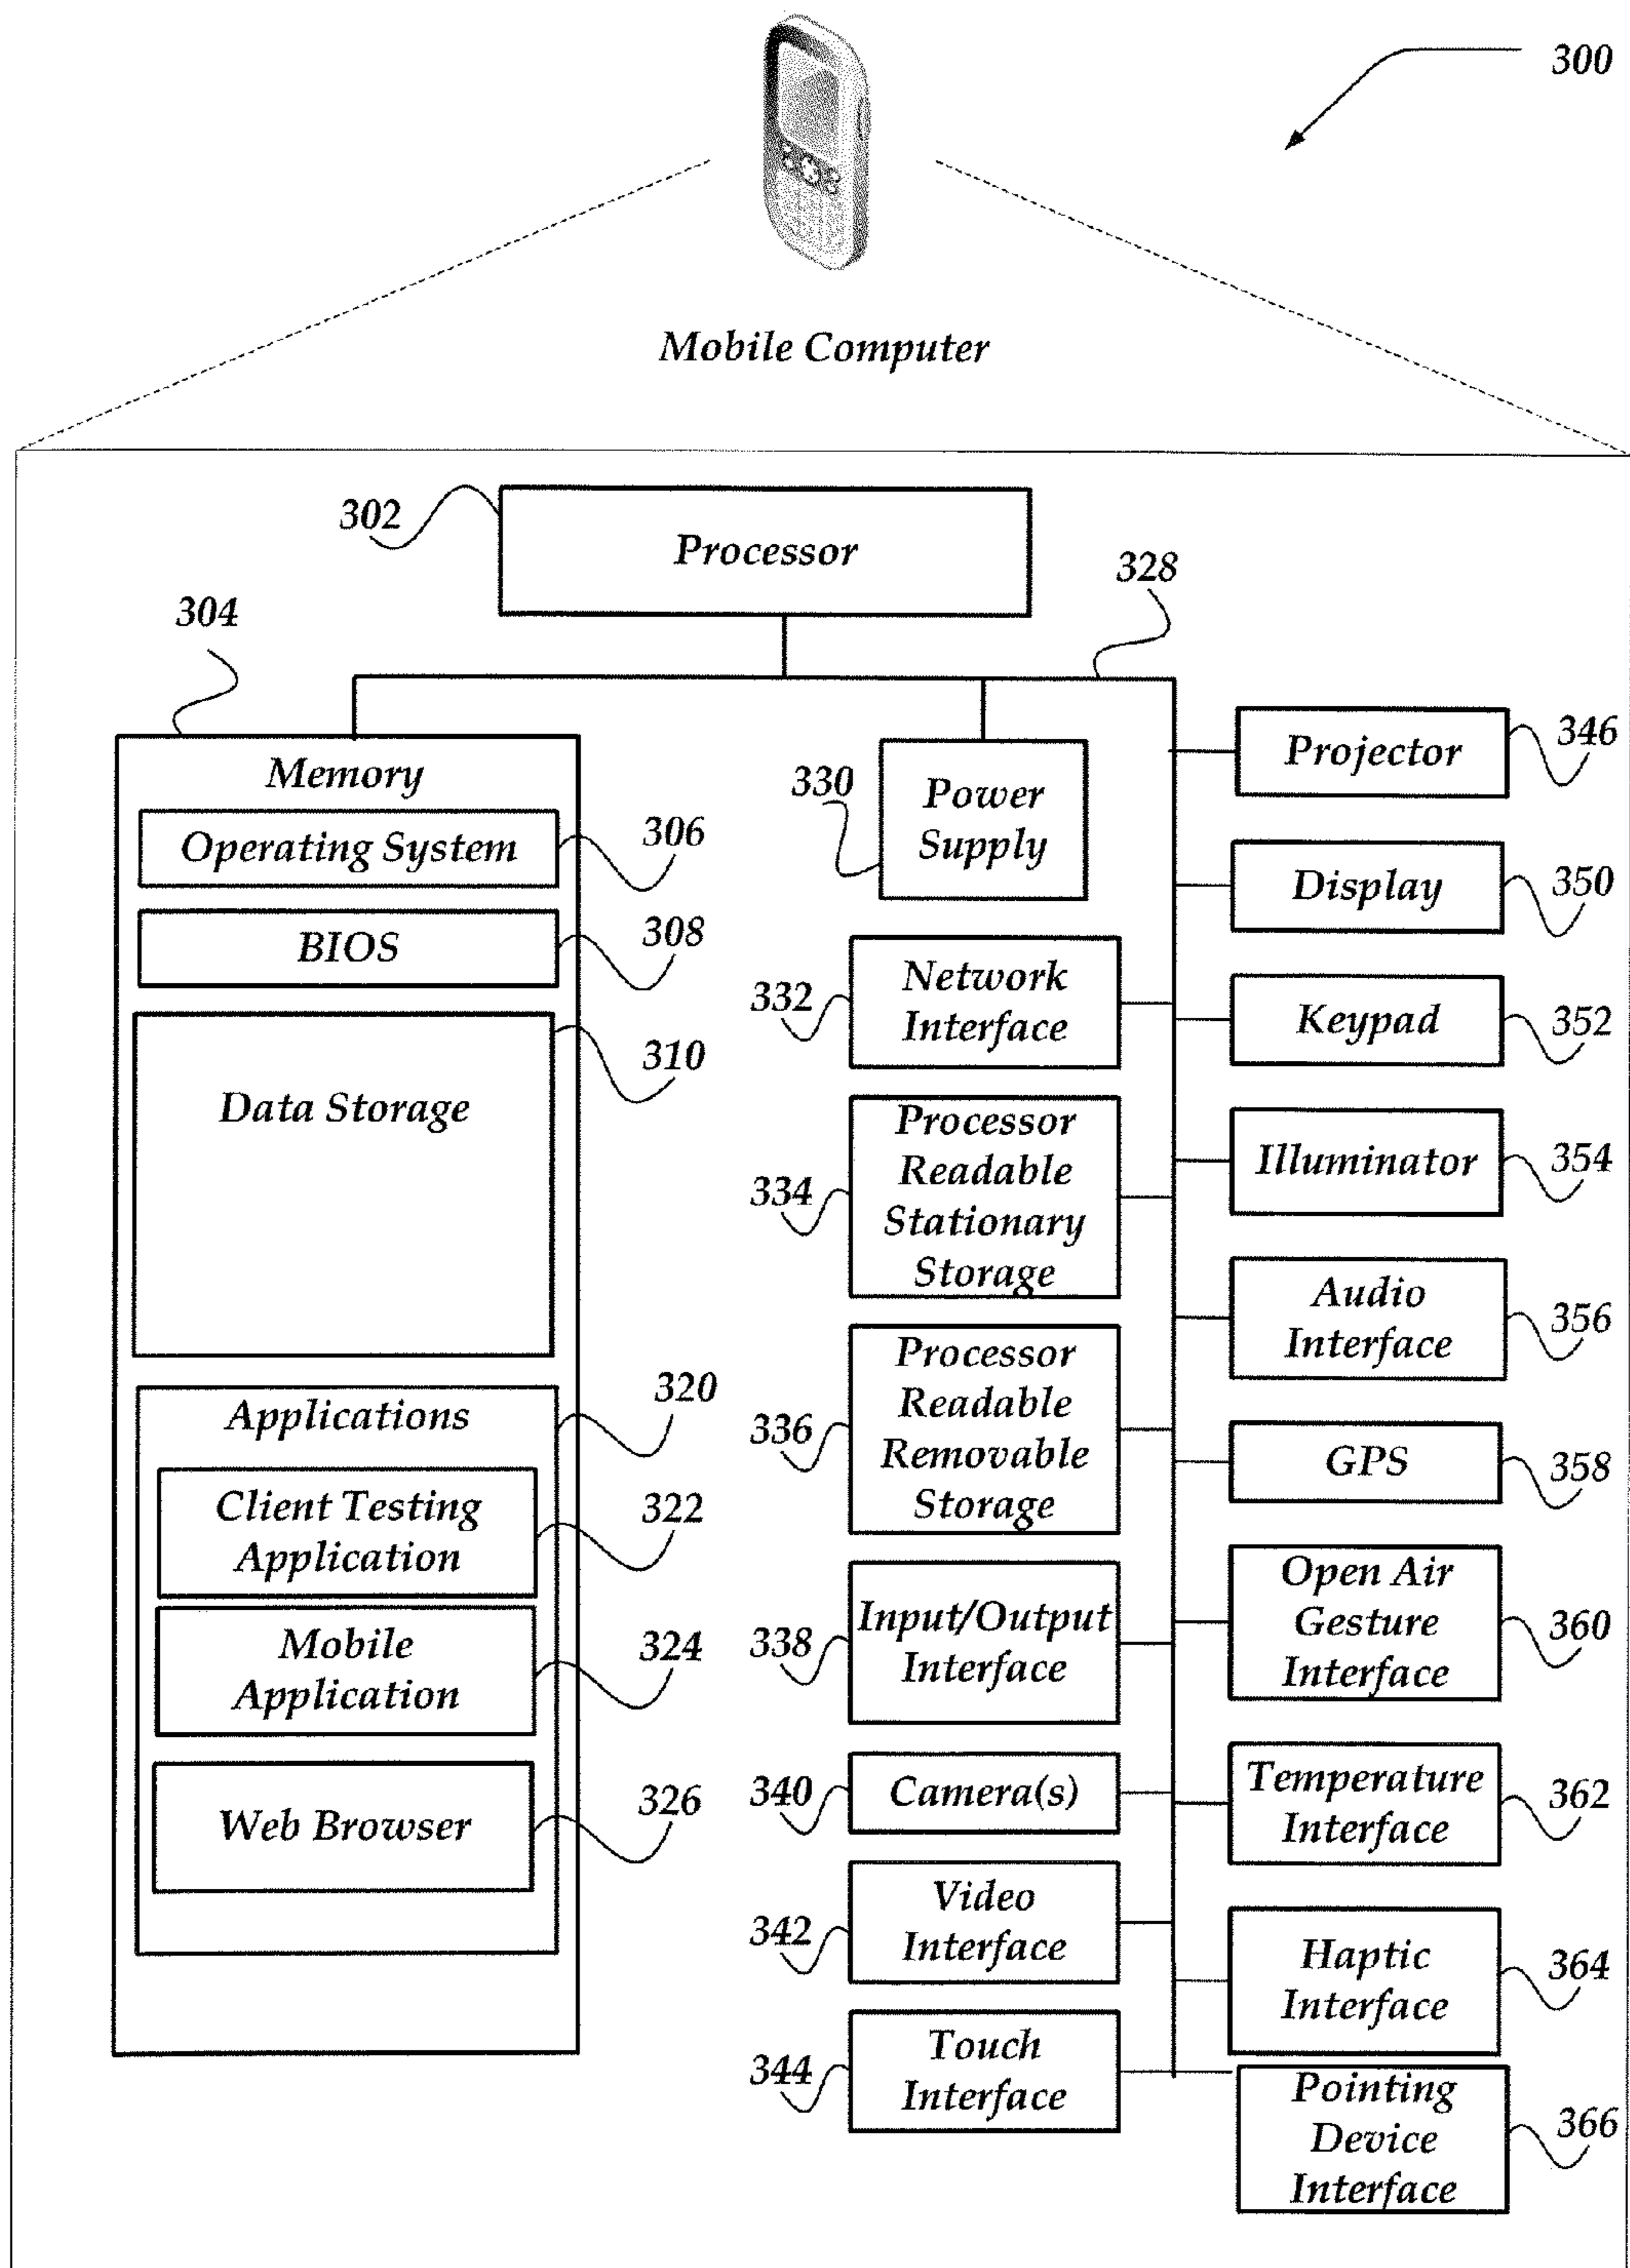 300
Mobile Computer
302
Processor
328
304
Memory
Operating System
306
BIOS
308
Data Storage
310
Applications
320
Client Testing
Application
322
Mobile
Application
324
Web Browser
326
330
Power
Supply
332
Network
Interface
334
Processor
Readable
Stationary
Storage
336
Processor
Readable
Removable
Storage
338
Input/Output
Interface
340
Camera(s)
342
Video
Interface
344
Touch
Interface
Projector
346
Display
350
Keypad
352
Illuminator
354
Audio
Interface
356
GPS
358
Open Air
Gesture
Interface
360
Temperature
Interface
362
Haptic
Interface
364
Pointing
Device
Interface
366